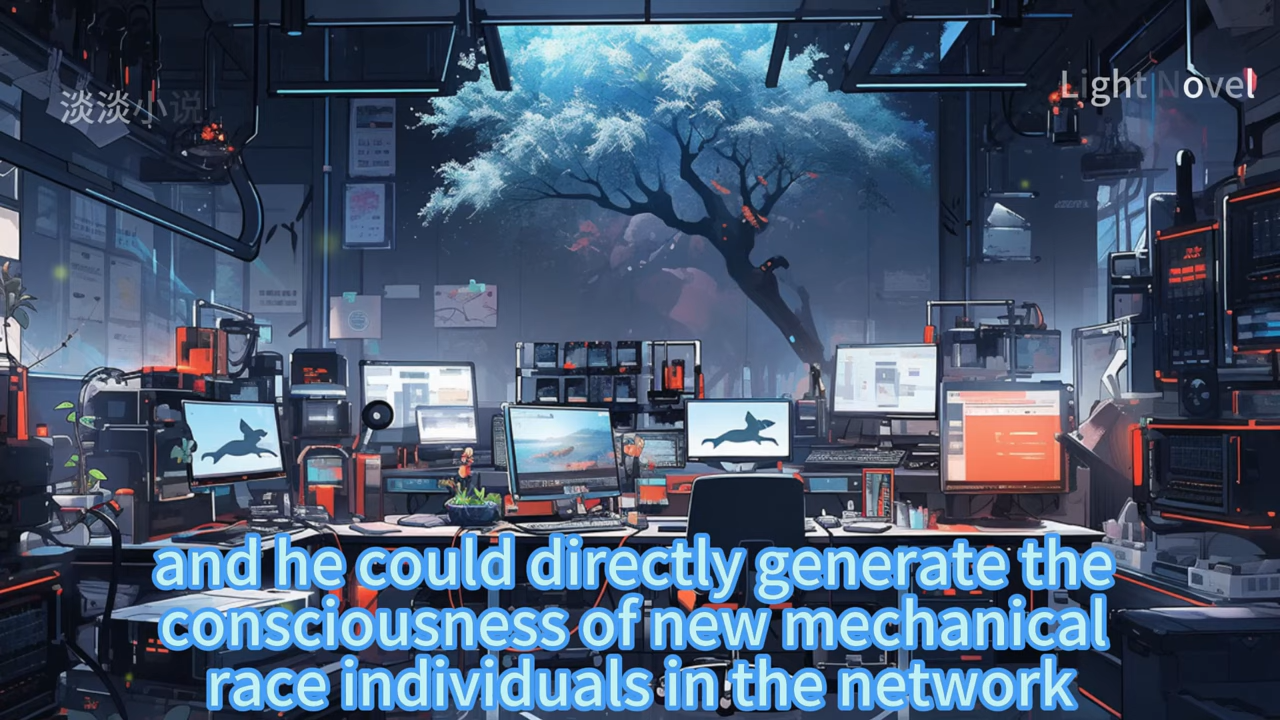 淡淡小说
Light Novel
and he could directly generate the
consciousness of new mechanical
race individuals in the network